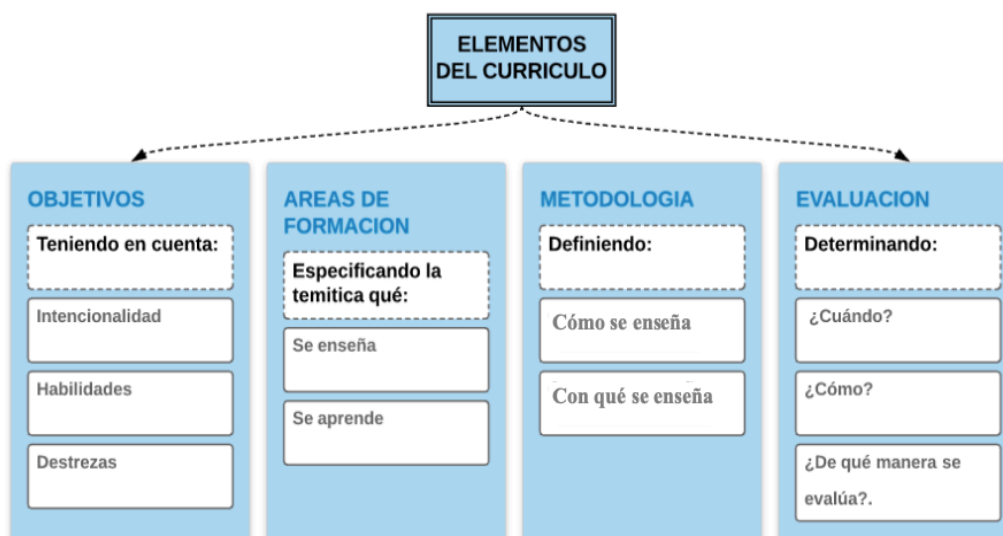 ELEMENTOS
DEL CURRICULO
OBJETIVOS
Teniendo en cuenta:
Intencionalidad
Habilidades
Destrezas
AREAS DE
FORMACION
Especificando la
temitica qué:
Se enseña
Se aprende
METODOLOGIA
Definiendo:
Cómo se enseña
Con qué se enseña
EVALUACION
Determinando:
¿Cuándo?
¿Cómo?
¿De qué manera se
evalúa?.